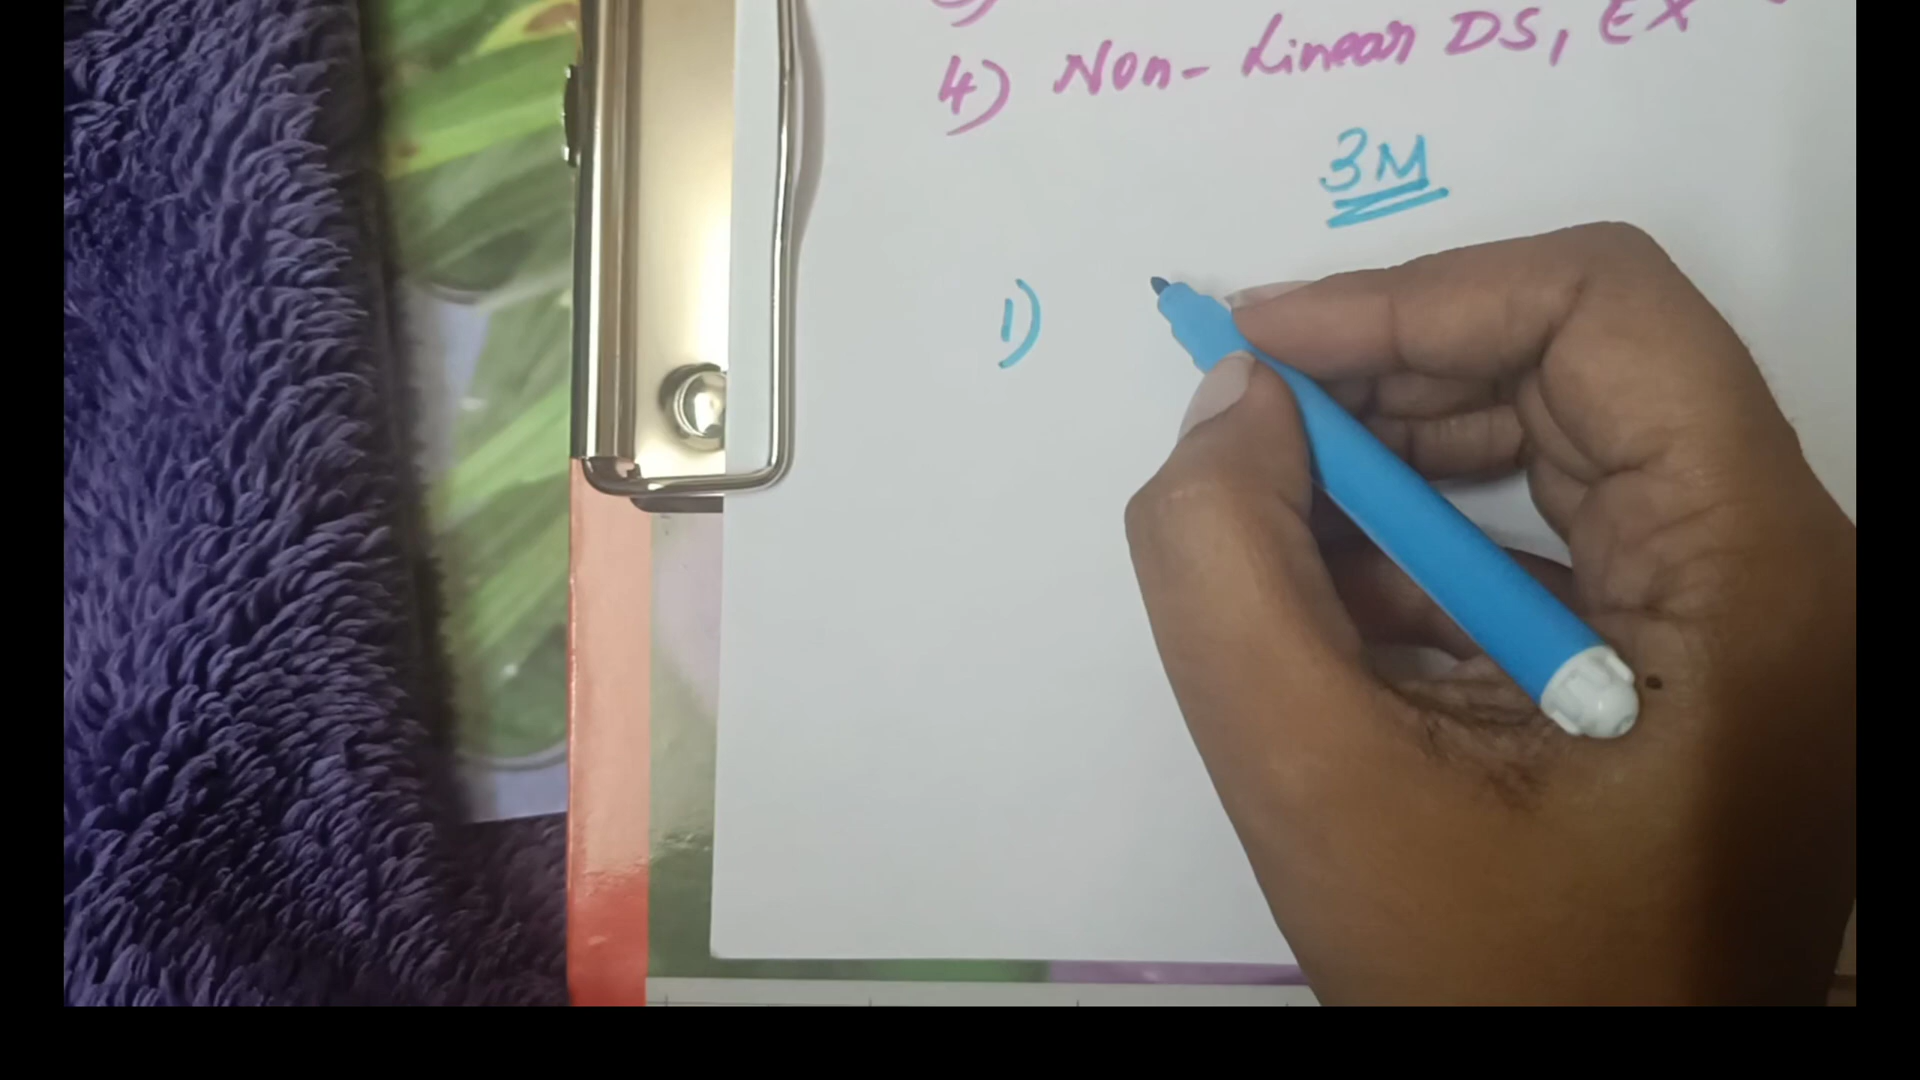 4) Non-Linear DS, EX
3M
1)